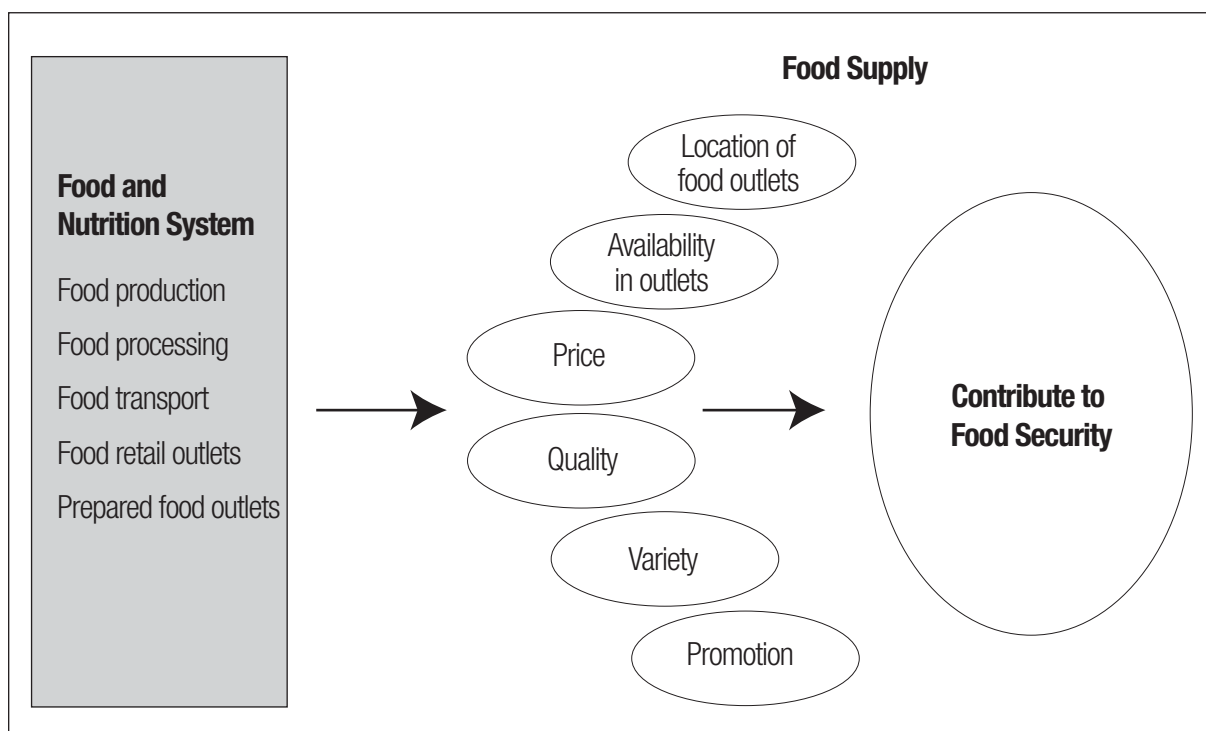 Food and
Nutrition System
Food production
Food processing
Food transport
Food retail outlets
Prepared food outlets
Food Supply
Location of
food outlets
Availability
in outlets
Price
Quality
Variety
Promotion
Contribute to
Food Security